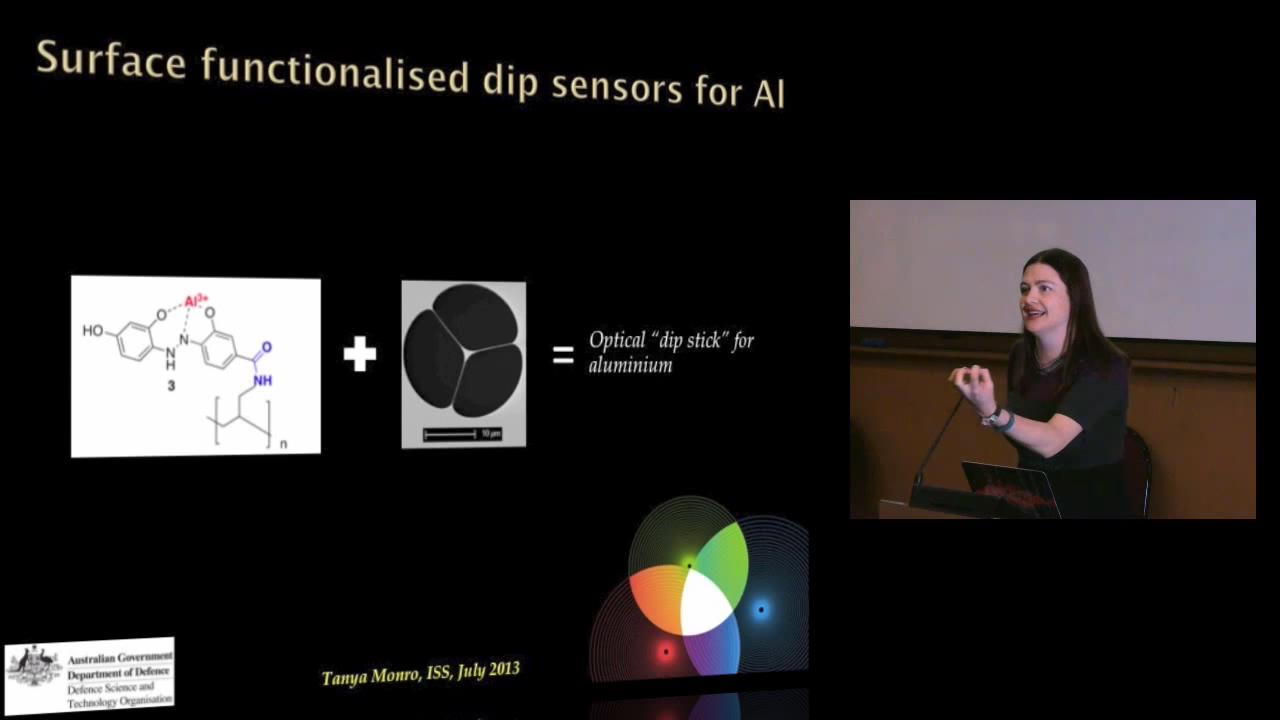 Surface functionalised dip sensors for Al
Al3+
O
O
HO
N
N
H
3
O
NH
n
10 µm
Optical “dip stick” for
aluminium
Australian Government
Department of Defence
Defence Science and
Technology Organisation
Tanya Monro, ISS, July 2013